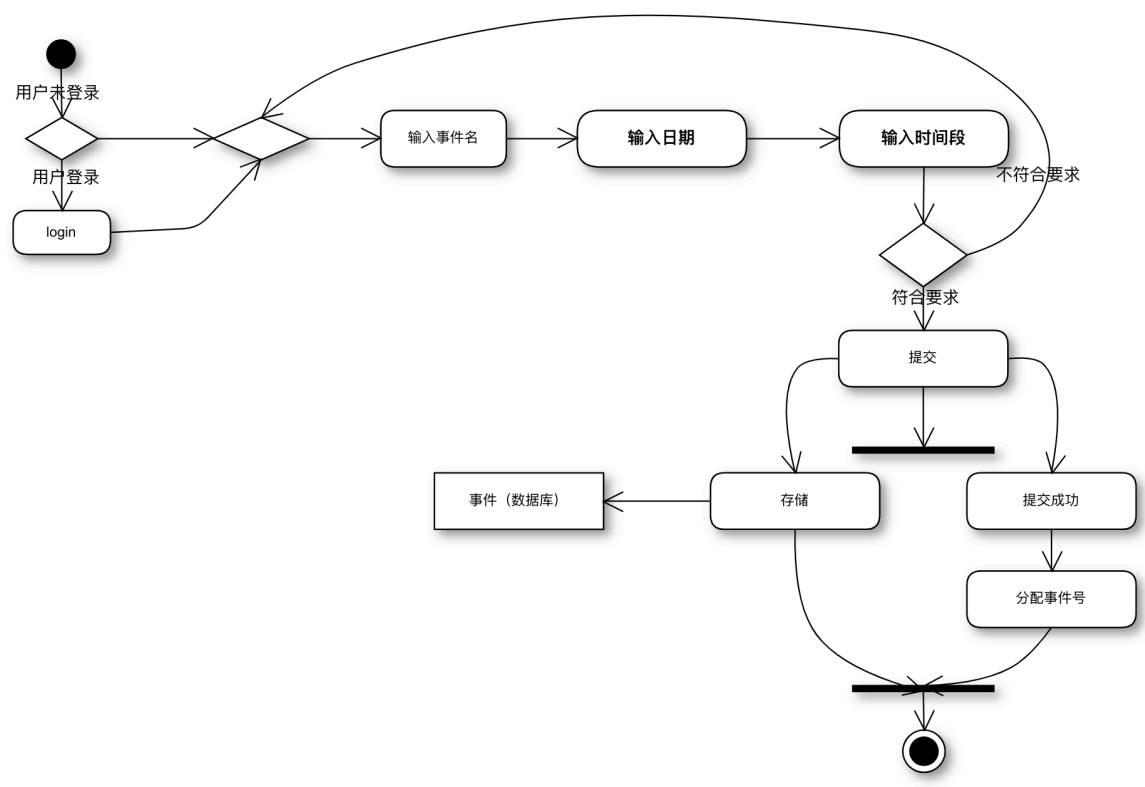 用户未登录
用户登录
login
输入事件名
输入日期
输入时间段
不符合要求
符合要求
提交
事件（数据库）
存储
提交成功
分配事件号